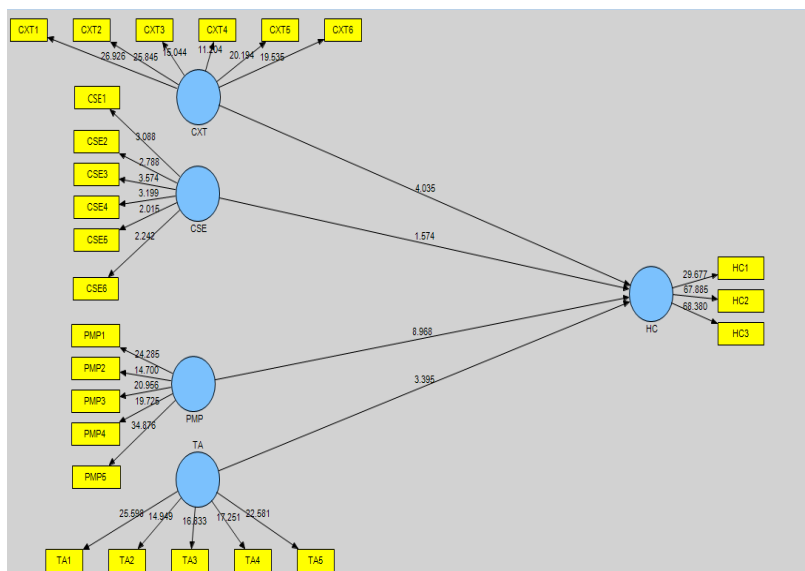 CXT1 CXT2 CXT3 CXT4 CXT5 CXT6
26.926 25.845 15.044 11.204 20.194 19.535
CXT
CSE1
CSE2
CSE3
CSE4
CSE5
CSE6
3.088
2.788
3.574
3.199
2.015
2.242
CSE
4.035
1.574
8.968
3.395
HC1
HC2
HC3
29.677
67.885
68.380
HC
PMP1
PMP2
PMP3
PMP4
PMP5
24.285
14.700
20.956
19.725
34.876
PMP
TA
25.598 14.949 16.833 17.251 22.581
TA1 TA2 TA3 TA4 TA5